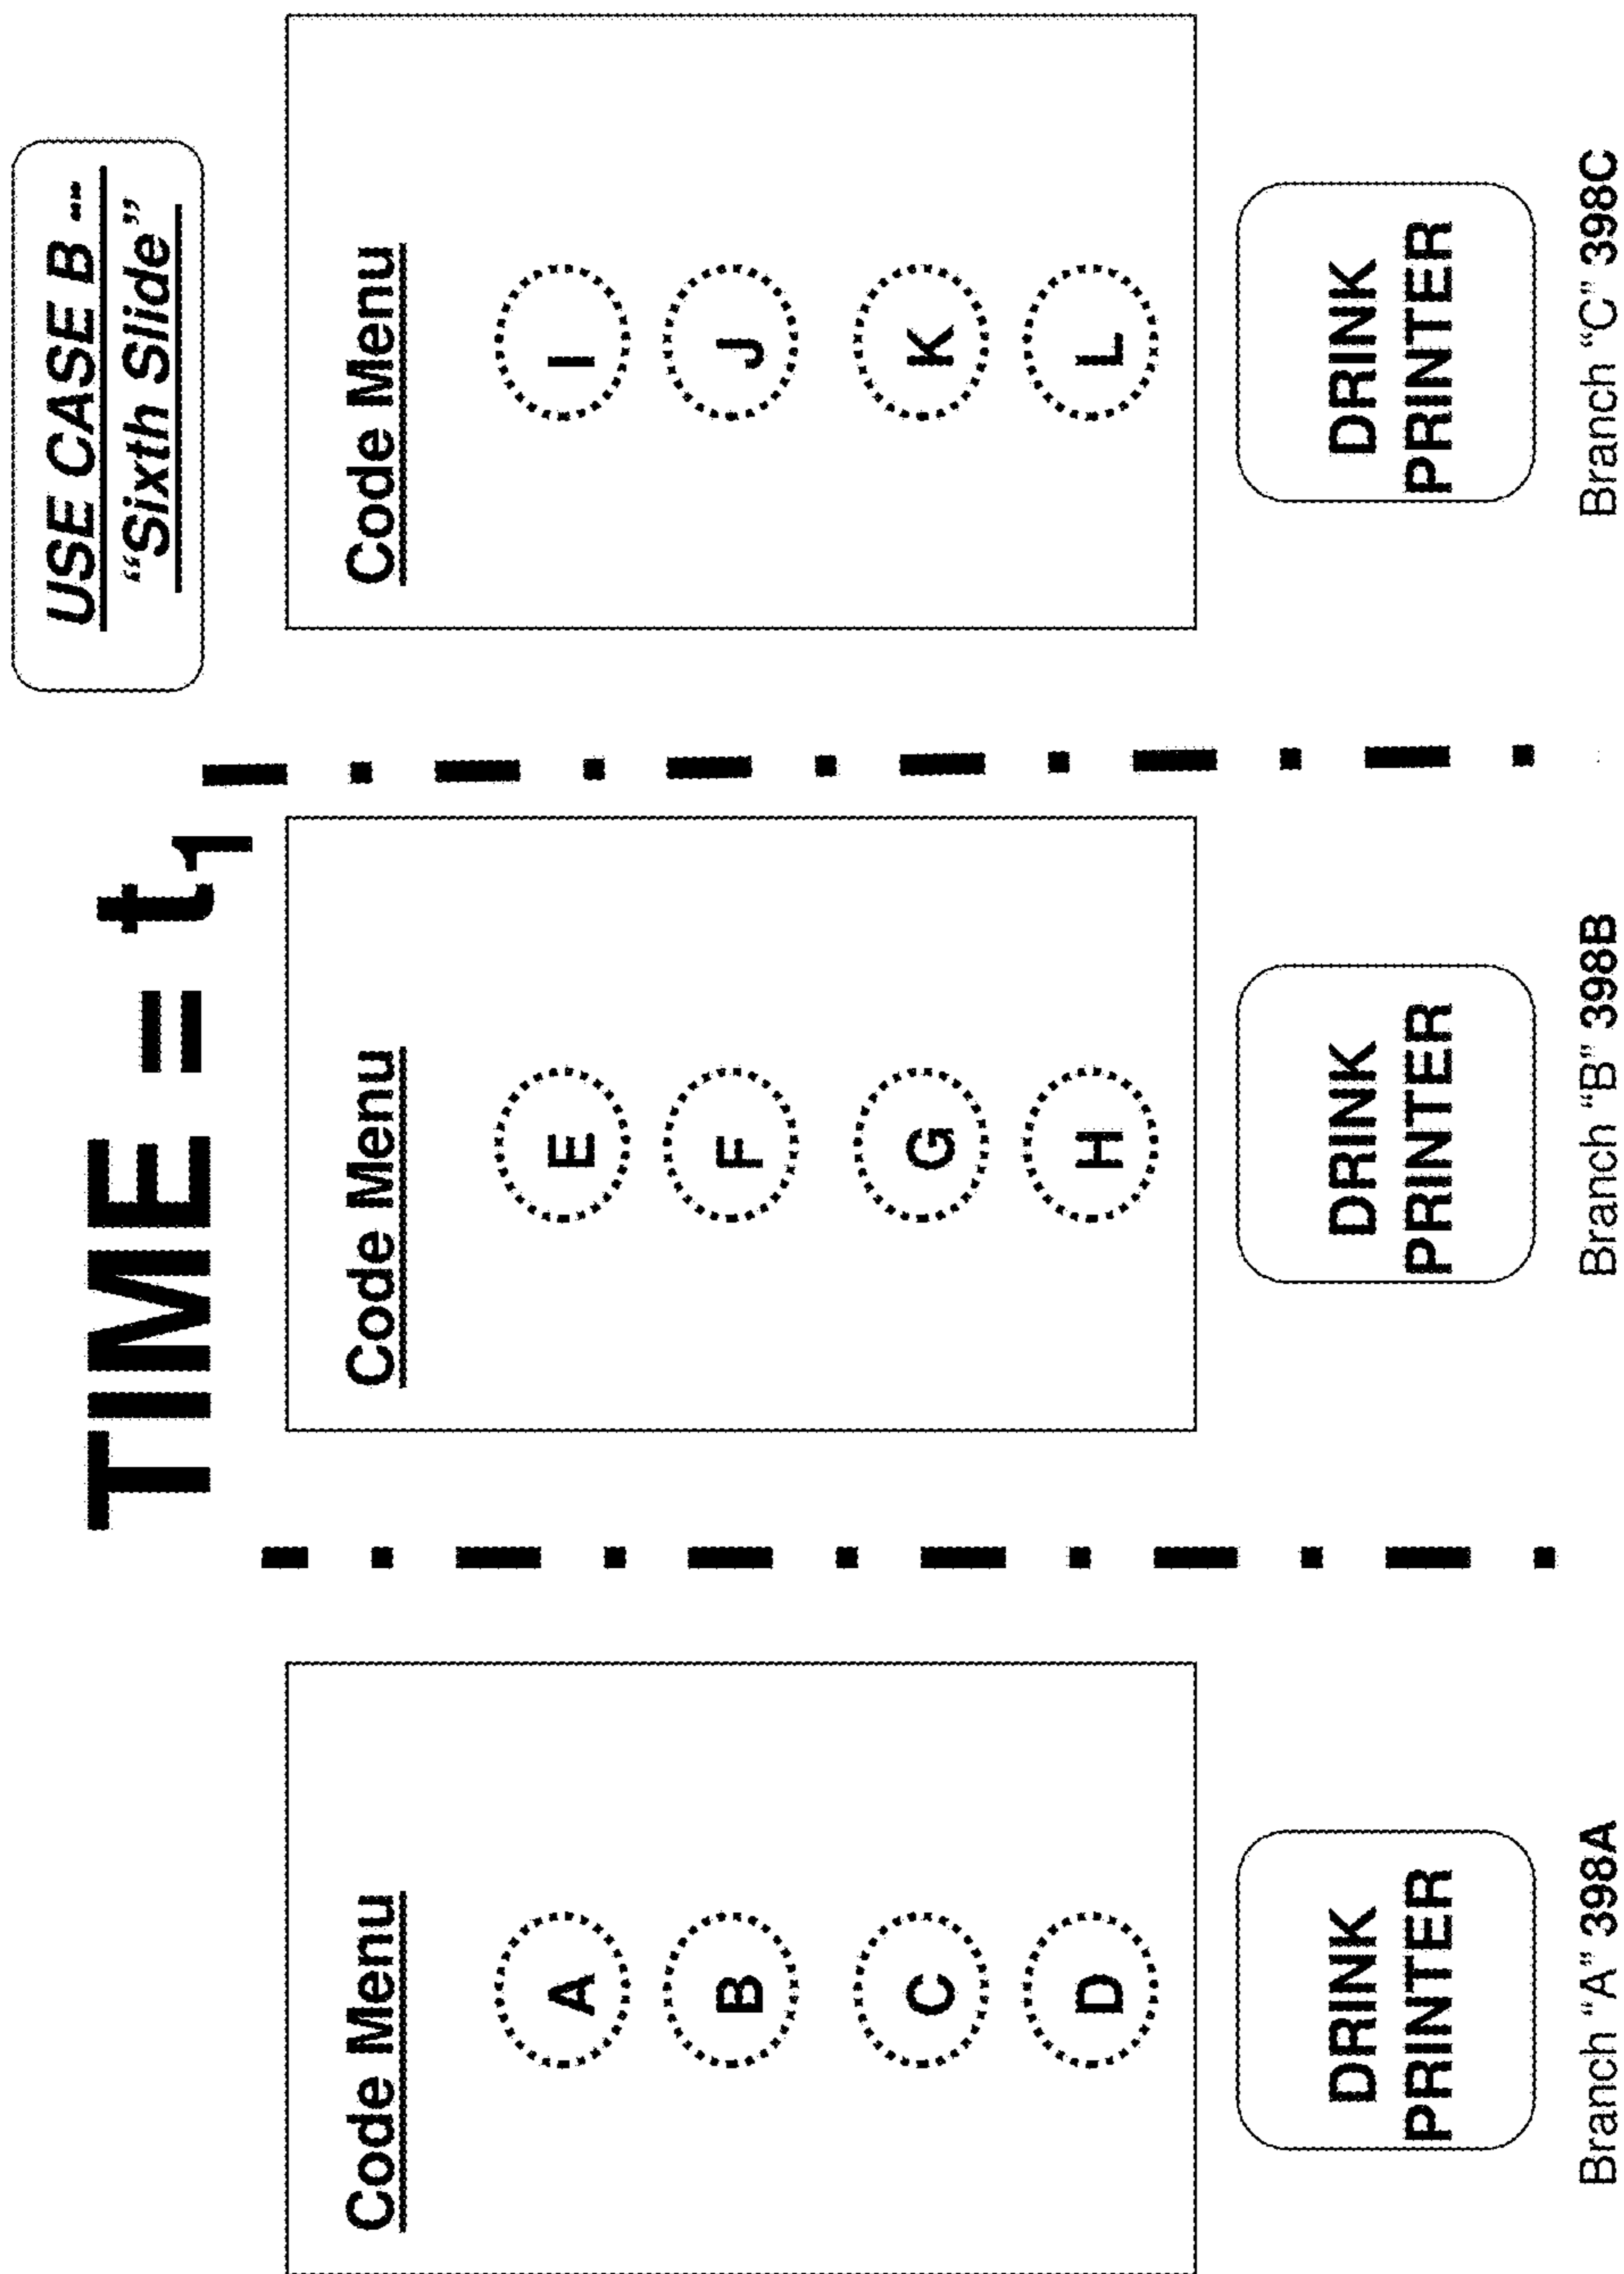 USE CASE B --
“Sixth Slide”
TIME = t1
Code Menu
A
B
C
D
DRINK
PRINTER
Branch “A” 398A
Code Menu
E
F
G
H
DRINK
PRINTER
Branch “B” 398B
Code Menu
I
J
K
L
DRINK
PRINTER
Branch “C” 398C